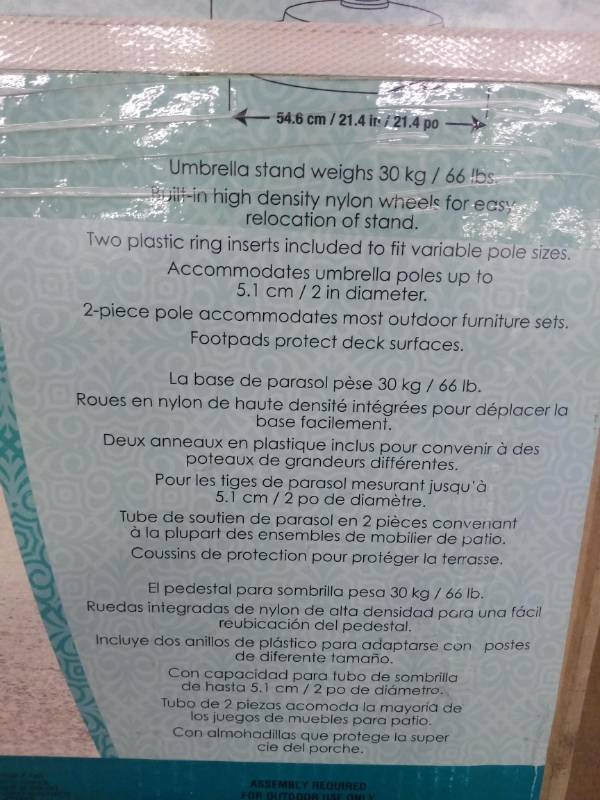 54.6 cm / 21.4 in / 21.4 po
Umbrella stand weighs 30 kg / 66 lbs.
Built-in high density nylon wheels for easy
relocation of stand.
Two plastic ring inserts included to fit variable pole sizes.
Accommodates umbrella poles up to
5.1 cm / 2 in diameter.
2-piece pole accommodates most outdoor furniture sets.
Footpads protect deck surfaces.
La base de parasol pèse 30 kg / 66 lb.
Roues en nylon de haute densité intégrées pour déplacer la
base facilement.
Deux anneaux en plastique inclus pour convenir à des
poteaux de grandeurs différentes.
Pour les tiges de parasol mesurant jusqu'à
5.1 cm / 2 po de diamètre.
Tube de soutien de parasol en 2 pièces convenant
à la plupart des ensembles de mobilier de patio.
Coussins de protection pour protéger la terrasse.
El pedestal para sombrilla pesa 30 kg / 66 lb.
Ruedas integradas de nylon de alta densidad para una fácil
reubicación del pedestal.
Incluye dos anillos de plástico para adaptarse con postes
de diferente tamaño.
Con capacidad para tubo de sombrilla
de hasta 5.1 cm / 2 po de diámetro.
Tubo de 2 piezas acomoda la mayoría de
los juegos de muebles para patio.
Con almohadillas que protege la super
cie del porche.
ASSEMBLY REQUIRED
FOR OUTDOOR USE ONLY